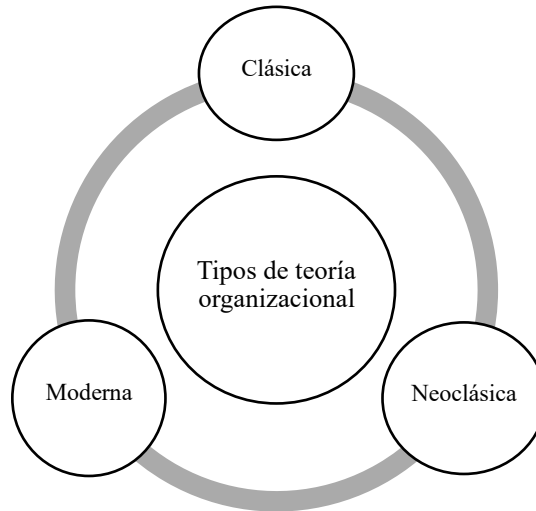 Clásica
Tipos de teoría
organizacional
Moderna
Neoclásica